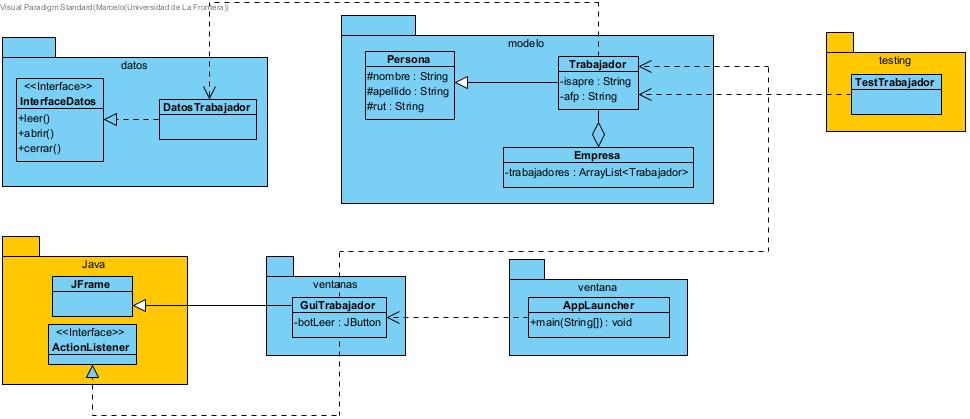 Visual Paradigm Standard(Marcelo(Universidad de La Frontera))
datos
<<Interface>>
InterfaceDatos
+leer()
+abrir()
+cerrar()
DatosTrabajador
modelo
Persona
#nombre : String
#apellido : String
#rut : String
Trabajador
-isapre : String
-afp : String
Empresa
-trabajadores : ArrayList<Trabajador>
testing
TestTrabajador
Java
JFrame
<<Interface>>
ActionListener
ventanas
GuiTrabajador
-botLeer : JButton
ventana
AppLauncher
+main(String[]) : void